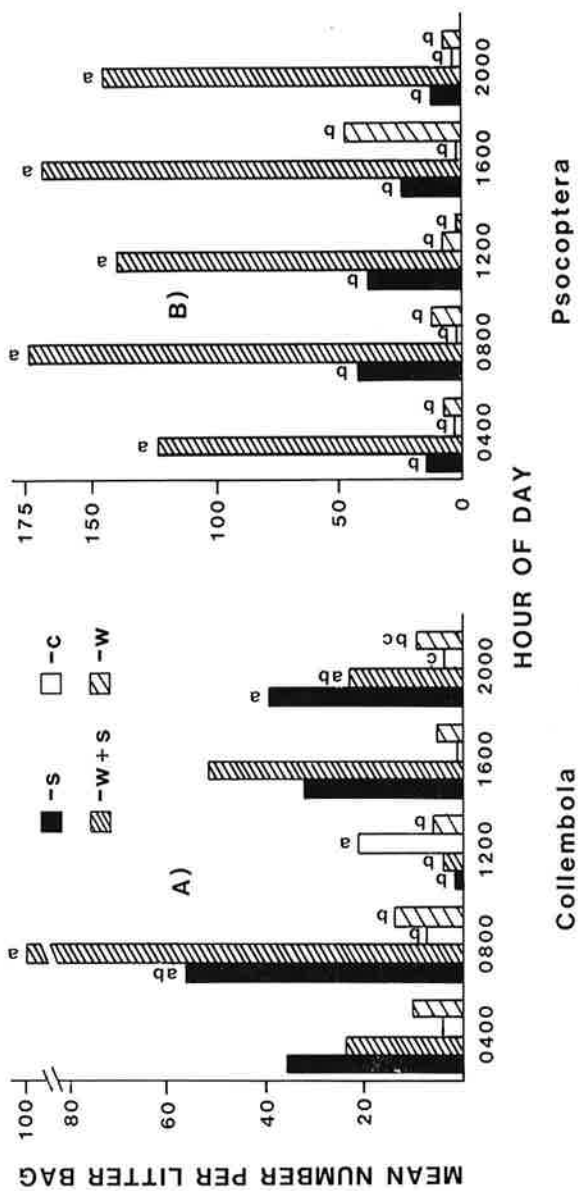 MEAN NUMBER PER LITTER BAG
100
80
60
40
20
A)
-s
-c
-w+s
-w
ab a b b
b b a b
a ab c bc
0400 0800 1200 1600 2000
Collembola
HOUR OF DAY
175
150
100
50
0
B)
b a b b
b a b b
b a b b
b a b b
b a b b
0400 0800 1200 1600 2000
Psocoptera